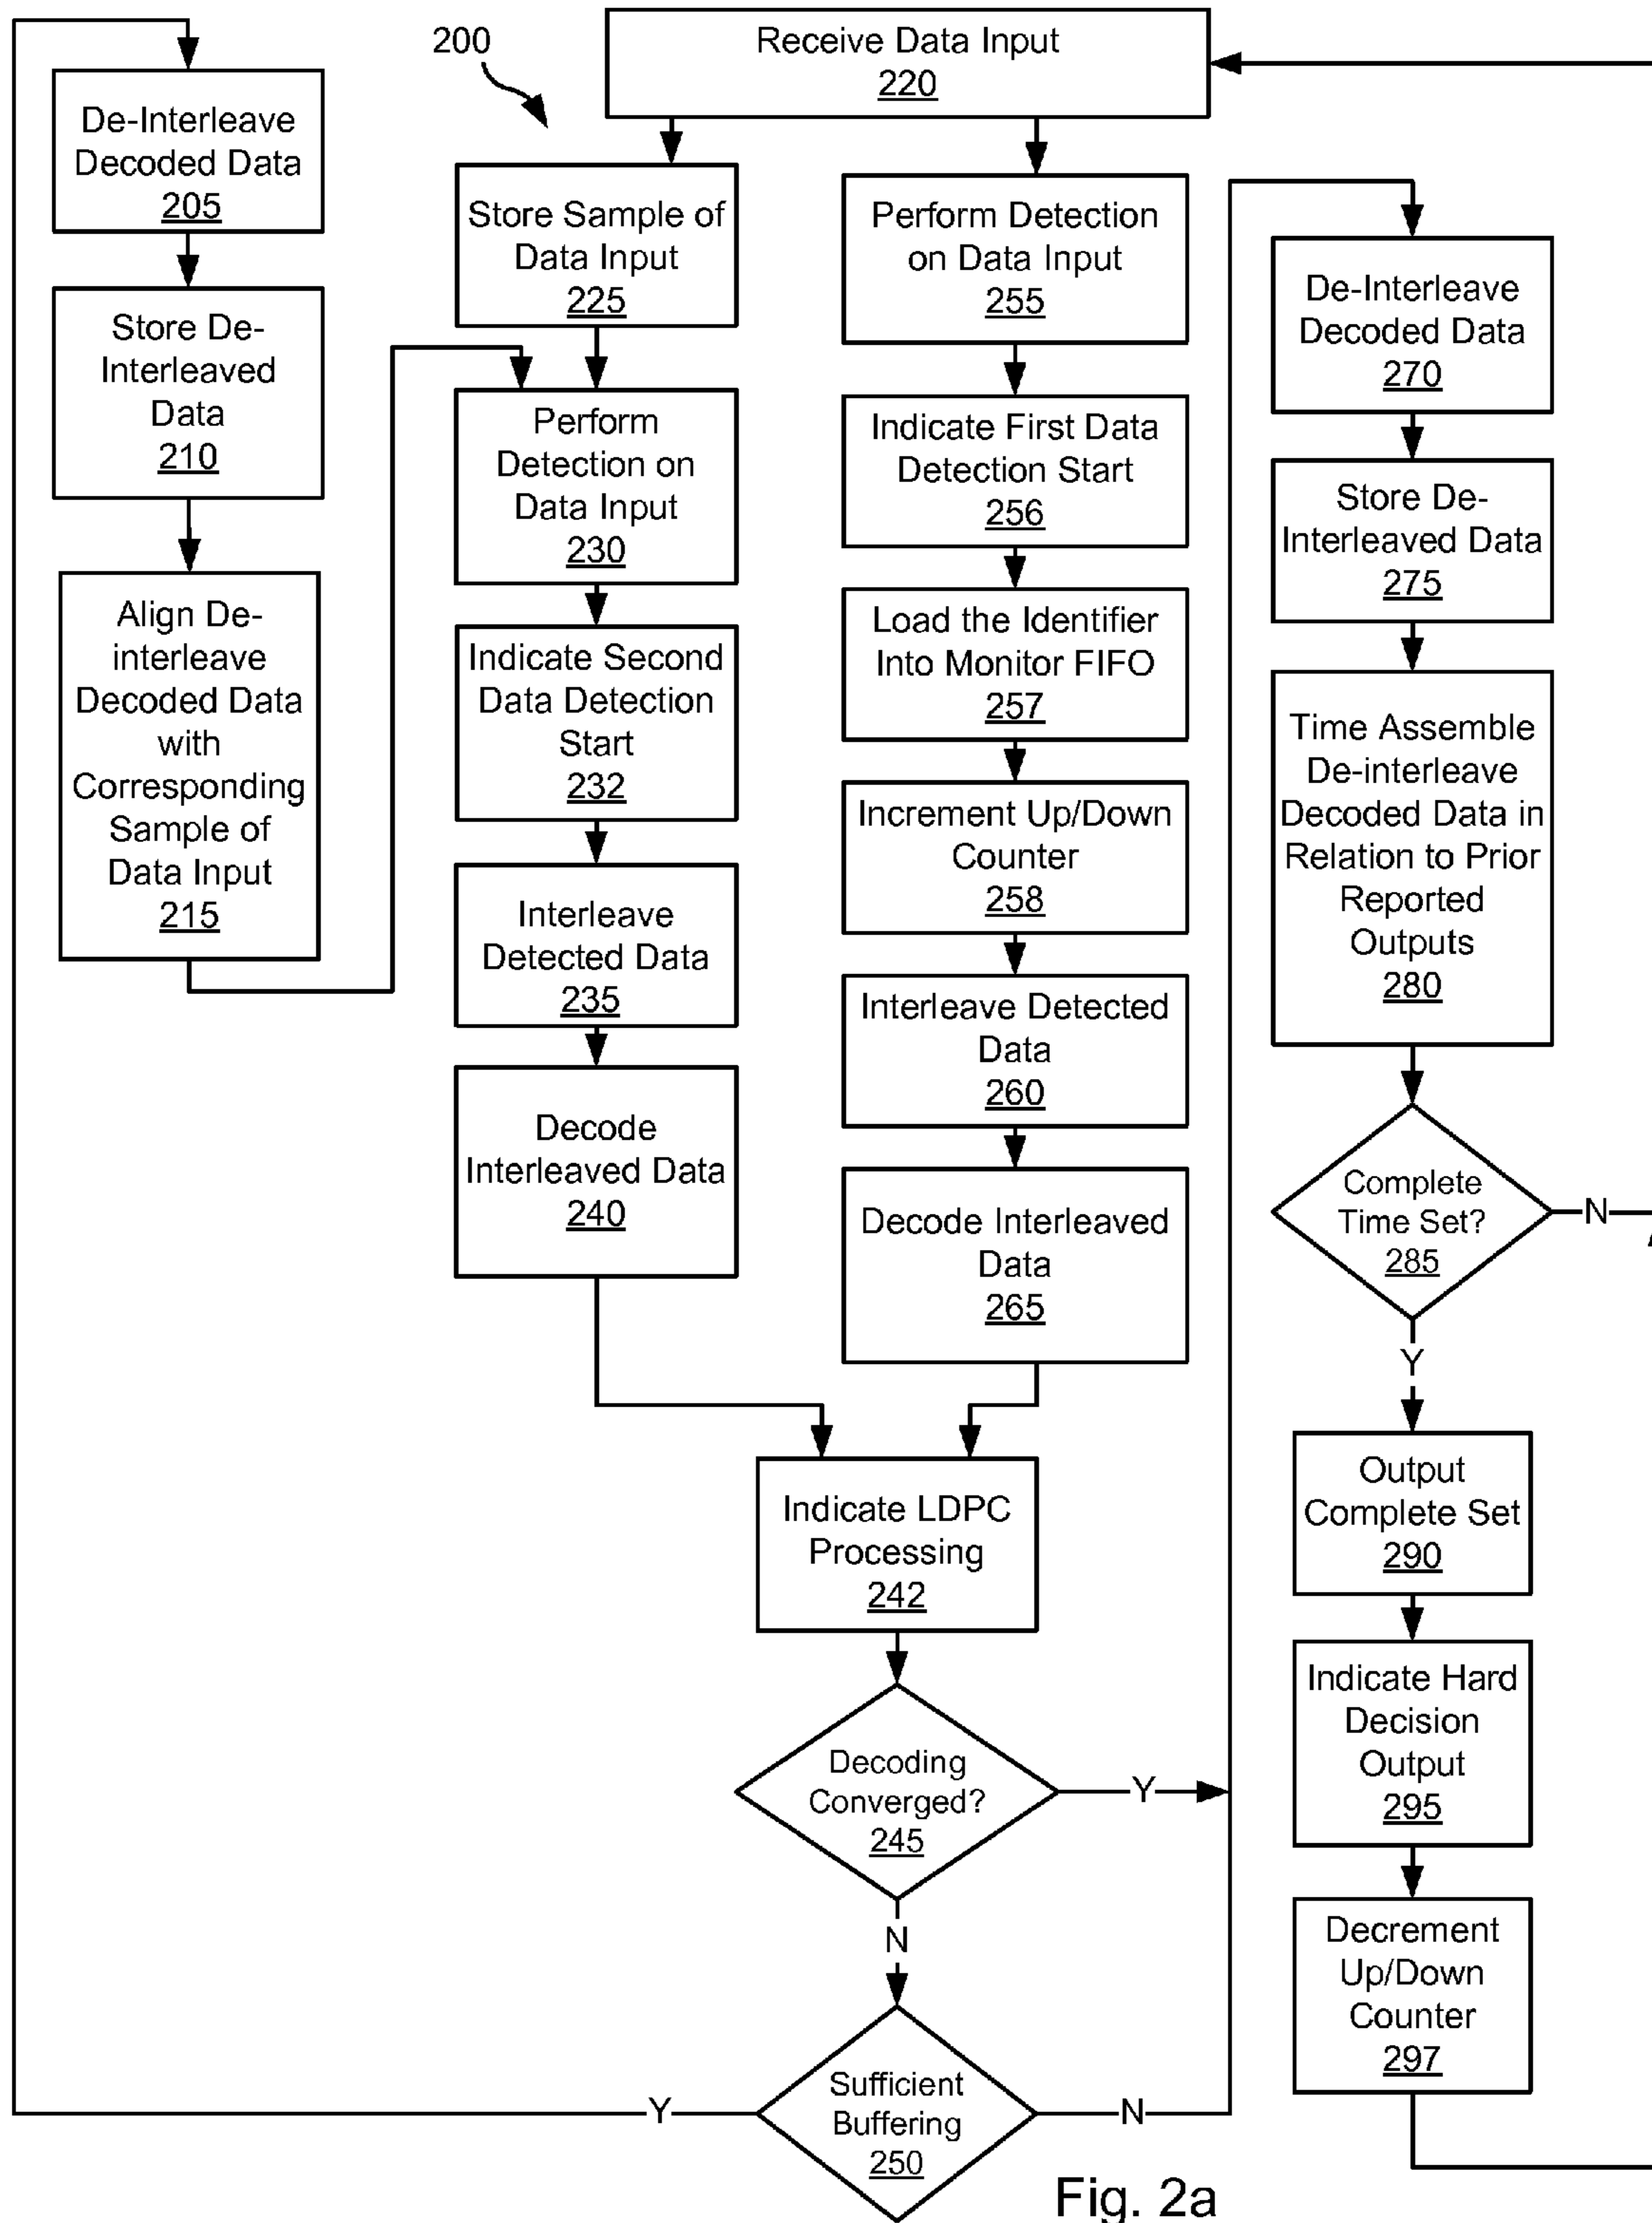 200
Receive Data Input
220
De-Interleave
Decoded Data
205
Store De-
Interleaved
Data
210
Align De-
interleave
Decoded Data
with
Corresponding
Sample of
Data Input
215
Store Sample of
Data Input
225
Perform
Detection on
Data Input
230
Indicate Second
Data Detection
Start
232
Interleave
Detected Data
235
Decode
Interleaved Data
240
Perform Detection
on Data Input
255
Indicate First Data
Detection Start
256
Load the Identifier
Into Monitor FIFO
257
Increment Up/Down
Counter
258
Interleave Detected
Data
260
Decode Interleaved
Data
265
Indicate LDPC
Processing
242
Decoding
Converged?
245
Y
N
Sufficient
Buffering
250
Y
N
De-Interleave
Decoded Data
270
Store De-
Interleaved Data
275
Time Assemble
De-interleave
Decoded Data in
Relation to Prior
Reported
Outputs
280
Complete
Time Set?
285
N
Y
Output
Complete Set
290
Indicate Hard
Decision
Output
295
Decrement
Up/Down
Counter
297
Fig. 2a